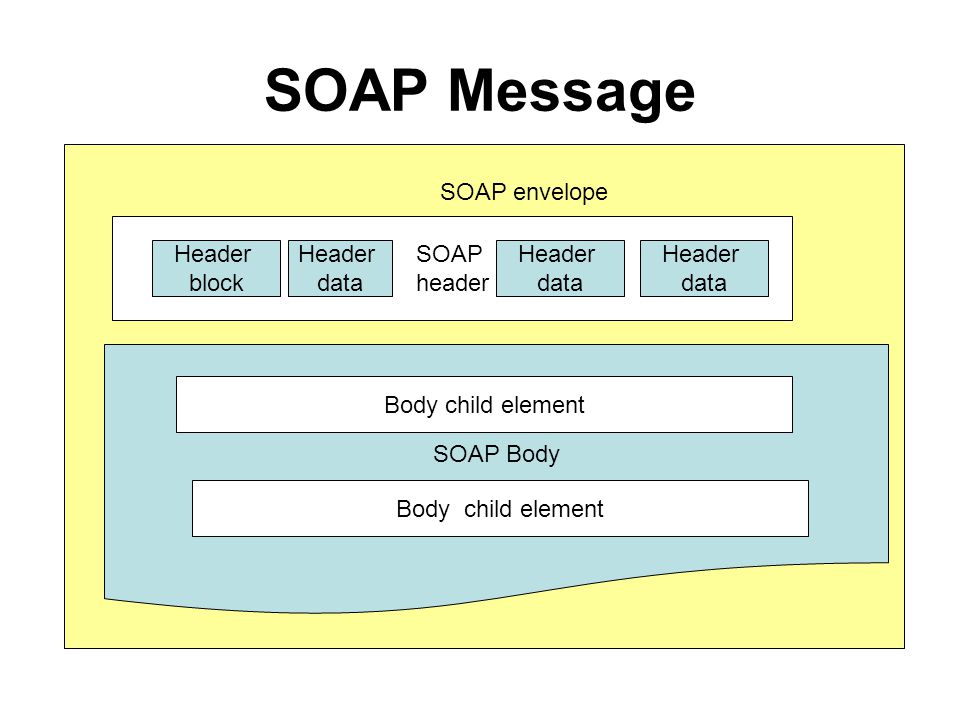 SOAP Message
SOAP envelope
Header
block
Header
data
SOAP
header
Header
data
Header
data
Body child element
SOAP Body
Body child element